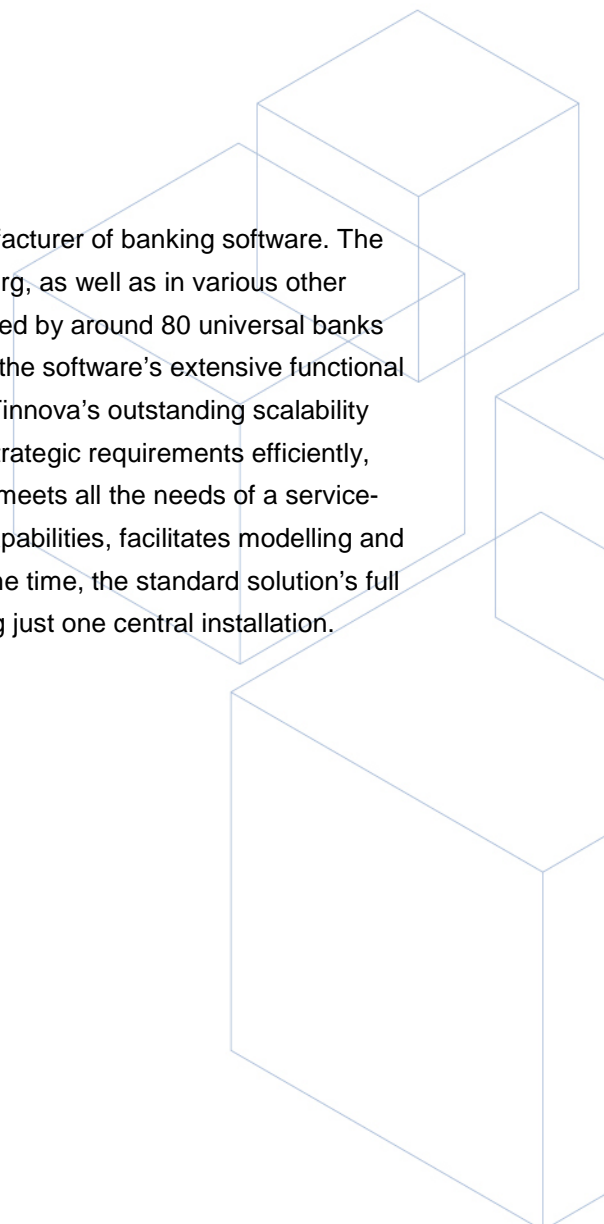 facturer of banking software. The
rg, as well as in various other
ed by around 80 universal banks
the software’s extensive functional
innova’s outstanding scalability
rategic requirements efficiently,
meets all the needs of a service-
pabilities, facilitates modelling and
ne time, the standard solution’s full
g just one central installation.